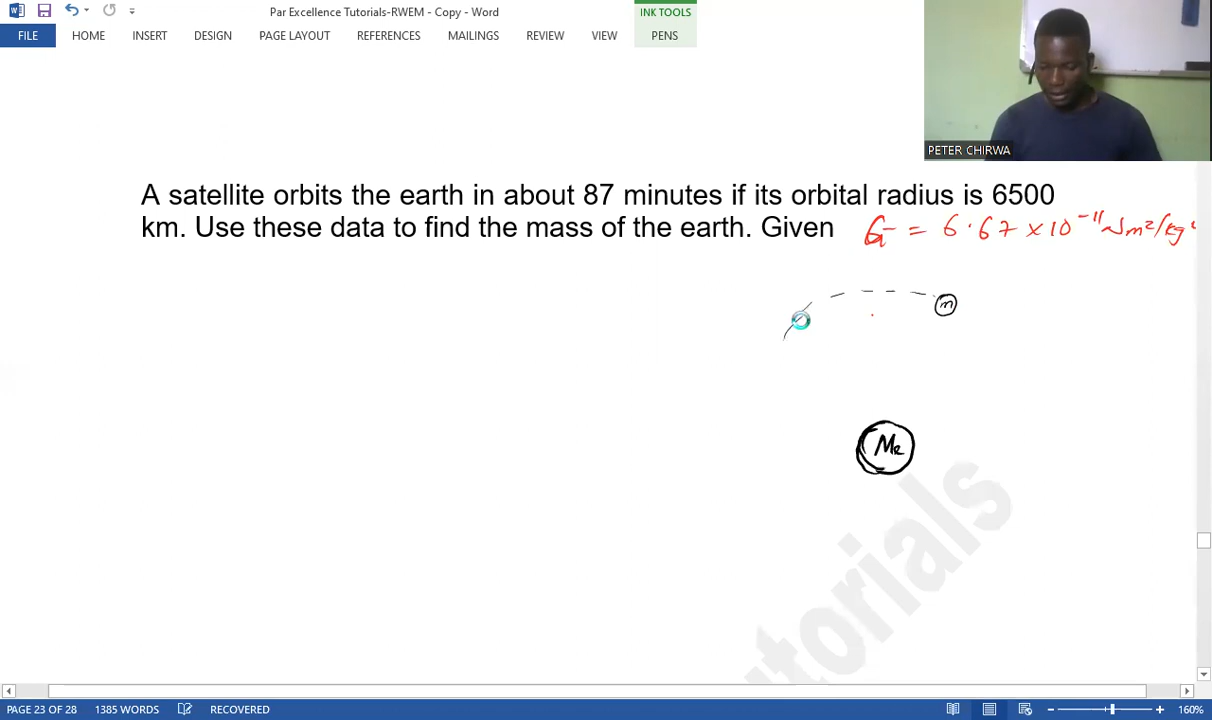 Par Excellence Tutorials-RWEM - Copy - Word
INK TOOLS
FILE HOME INSERT DESIGN PAGE LAYOUT REFERENCES MAILINGS REVIEW VIEW PENS
PETER CHIRWA
A satellite orbits the earth in about 87 minutes if its orbital radius is 6500
km. Use these data to find the mass of the earth. Given G = 6.67 x 10^-11 Nm²/kg²
m
Me
utorials
PAGE 23 OF 28 1385 WORDS RECOVERED 160%